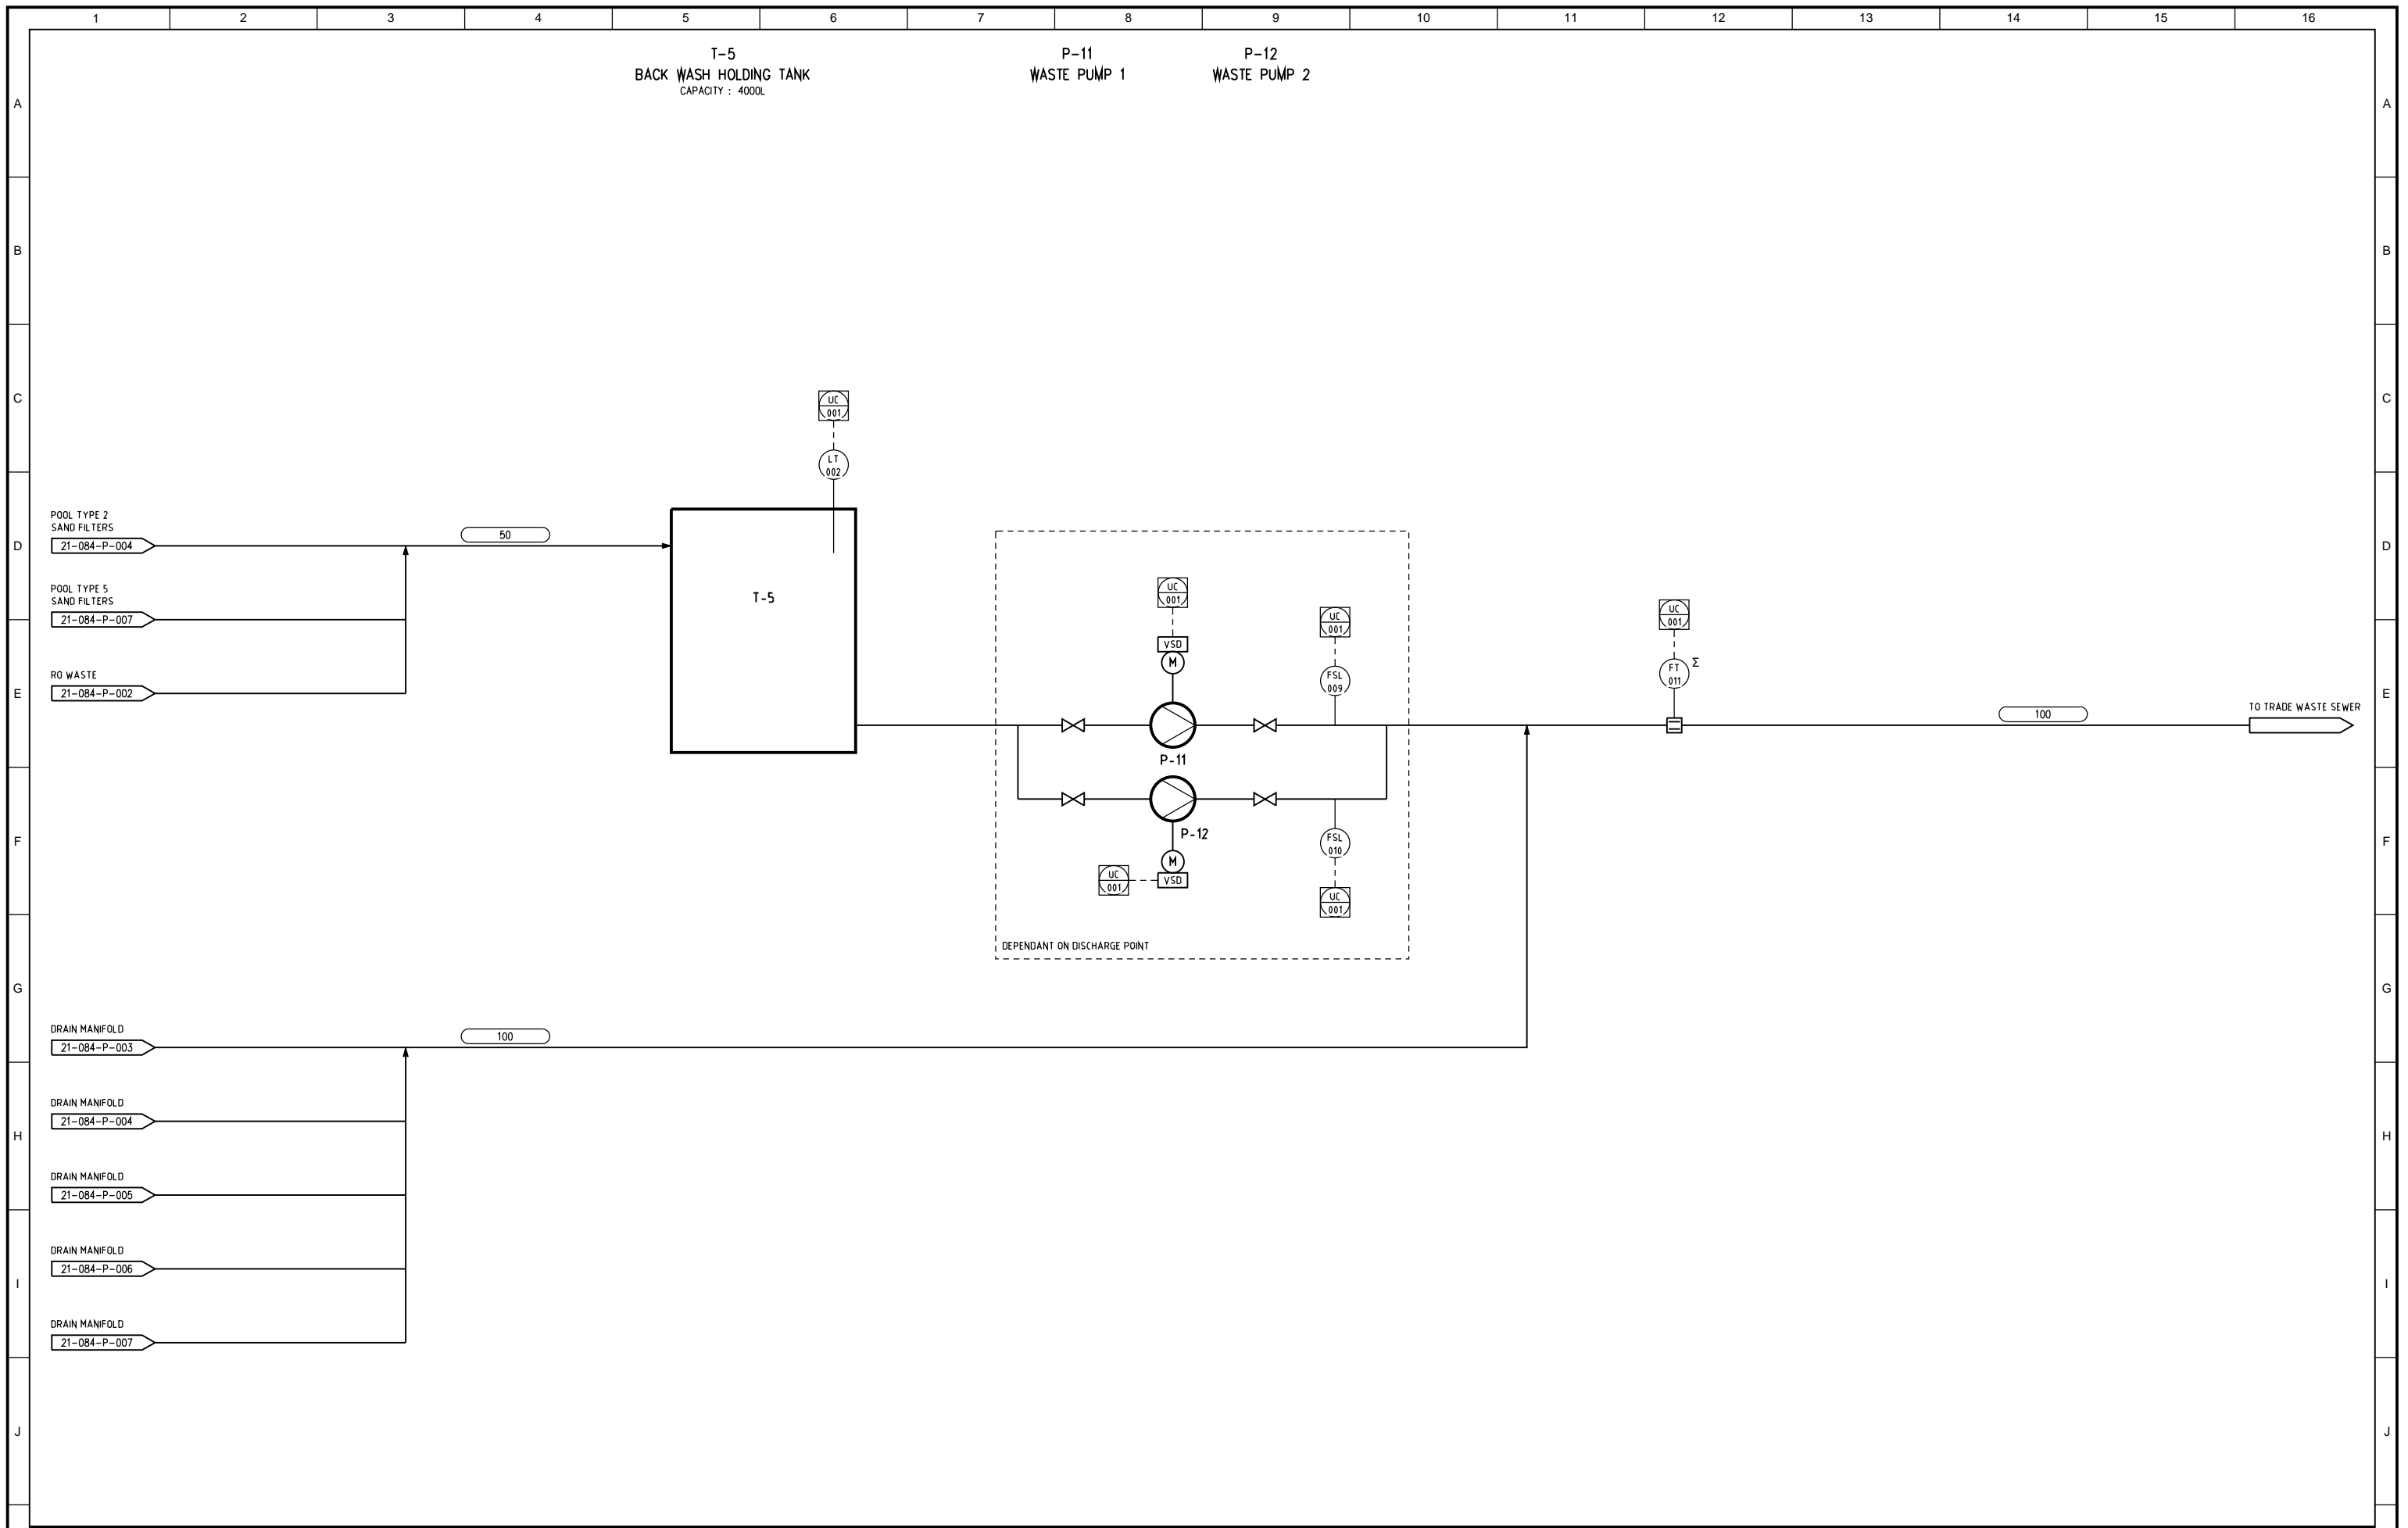 1 2 3 4 5 6 7 8 9 10 11 12 13 14 15 16
T-5
BACK WASH HOLDING TANK
CAPACITY : 4000L
P-11
WASTE PUMP 1
P-12
WASTE PUMP 2
A A
B B
C C
UC
001
LT
002
POOL TYPE 2
SAND FILTERS
21-084-P-004
50
D D
POOL TYPE 5
SAND FILTERS
21-084-P-007
T-5
UC
001
VSD
M
UC
001
FSL
009
UC
001
FT
011
Σ
RO WASTE
21-084-P-002
E E
100
TO TRADE WASTE SEWER
P-11
P-12
M
VSD
UC
001
FSL
010
UC
001
F F
DEPENDANT ON DISCHARGE POINT
G G
DRAIN MANIFOLD
21-084-P-003
100
DRAIN MANIFOLD
21-084-P-004
H H
DRAIN MANIFOLD
21-084-P-005
DRAIN MANIFOLD
21-084-P-006
I I
DRAIN MANIFOLD
21-084-P-007
J J